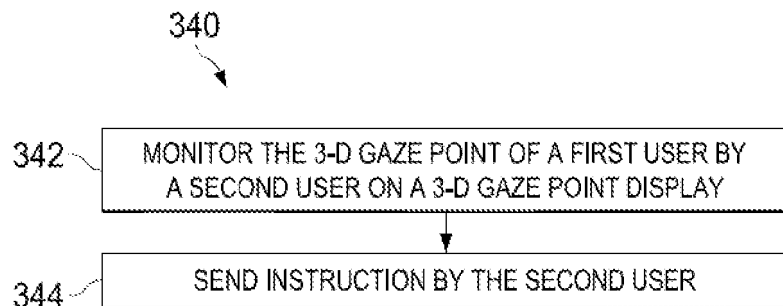 340
342
MONITOR THE 3-D GAZE POINT OF A FIRST USER BY
A SECOND USER ON A 3-D GAZE POINT DISPLAY
344
SEND INSTRUCTION BY THE SECOND USER